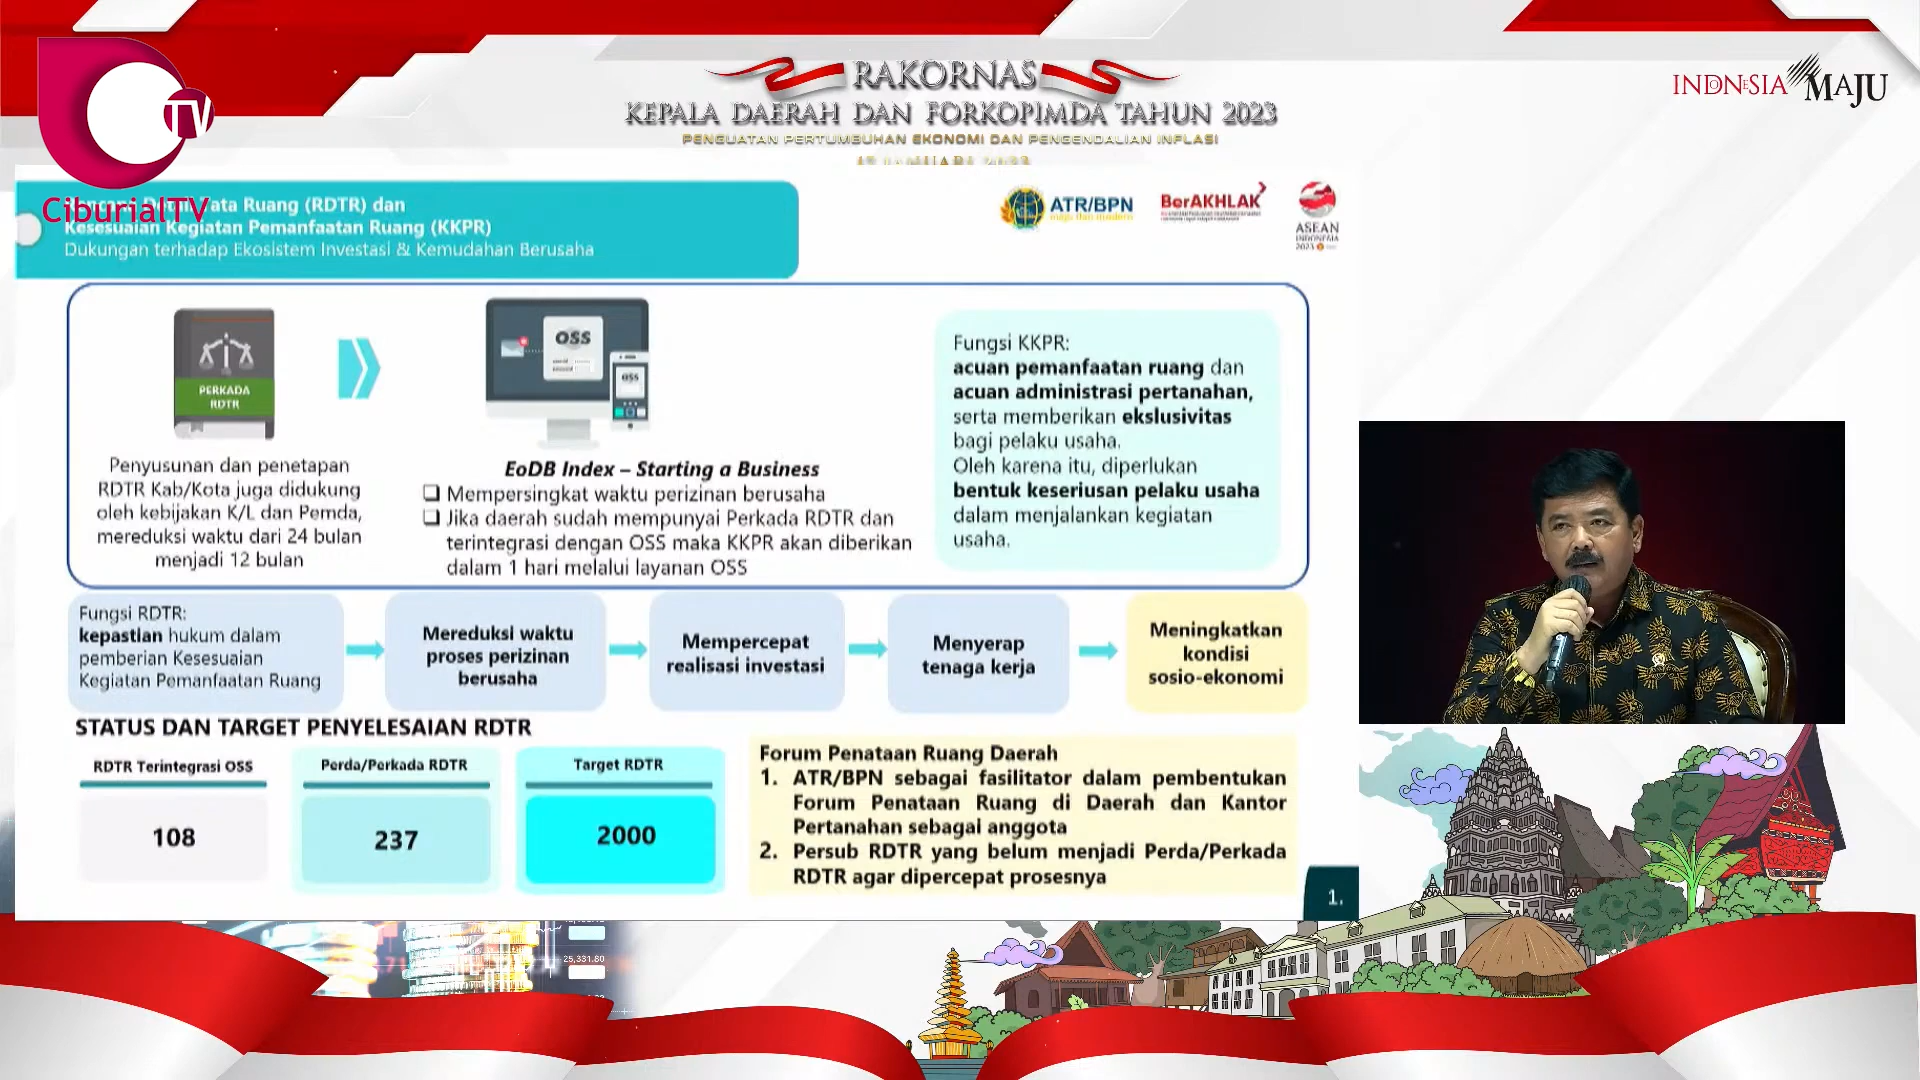 TV
CiburialTV
RAKORNAS
KEPALA DAERAH DAN FORKOPIMDA TAHUN 2023
PENGUATAN PERTUMBUHAN EKONOMI DAN PENGENDALIAN INFLASI
17 JANUARI 2023
INDONESIA MAJU
Tata Ruang (RDTR) dan
Kesesuaian Kegiatan Pemanfaatan Ruang (KKPR)
Dukungan terhadap Ekosistem Investasi & Kemudahan Berusaha
ATR/BPN
BerAKHLAK
ASEAN
INDONESIA
2023
PERKADA
RDTR
OSS
OSS
Penyusunan dan penetapan
RDTR Kab/Kota juga didukung
oleh kebijakan K/L dan Pemda,
mereduksi waktu dari 24 bulan
menjadi 12 bulan
EoDB Index – Starting a Business
Mempersingkat waktu perizinan berusaha
Jika daerah sudah mempunyai Perkada RDTR dan
terintegrasi dengan OSS maka KKPR akan diberikan
dalam 1 hari melalui layanan OSS
Fungsi KKPR:
acuan pemanfaatan ruang dan
acuan administrasi pertanahan,
serta memberikan ekslusivitas
bagi pelaku usaha.
Oleh karena itu, diperlukan
bentuk keseriusan pelaku usaha
dalam menjalankan kegiatan
usaha.
Fungsi RDTR:
kepastian hukum dalam
pemberian Kesesuaian
Kegiatan Pemanfaatan Ruang
Mereduksi waktu
proses perizinan
berusaha
Mempercepat
realisasi investasi
Menyerap
tenaga kerja
Meningkatkan
kondisi
sosio-ekonomi
STATUS DAN TARGET PENYELESAIAN RDTR
RDTR Terintegrasi OSS
108
Perda/Perkada RDTR
237
Target RDTR
2000
Forum Penataan Ruang Daerah
1. ATR/BPN sebagai fasilitator dalam pembentukan
Forum Penataan Ruang di Daerah dan Kantor
Pertanahan sebagai anggota
2. Persub RDTR yang belum menjadi Perda/Perkada
RDTR agar dipercepat prosesnya
1.
25,331.80